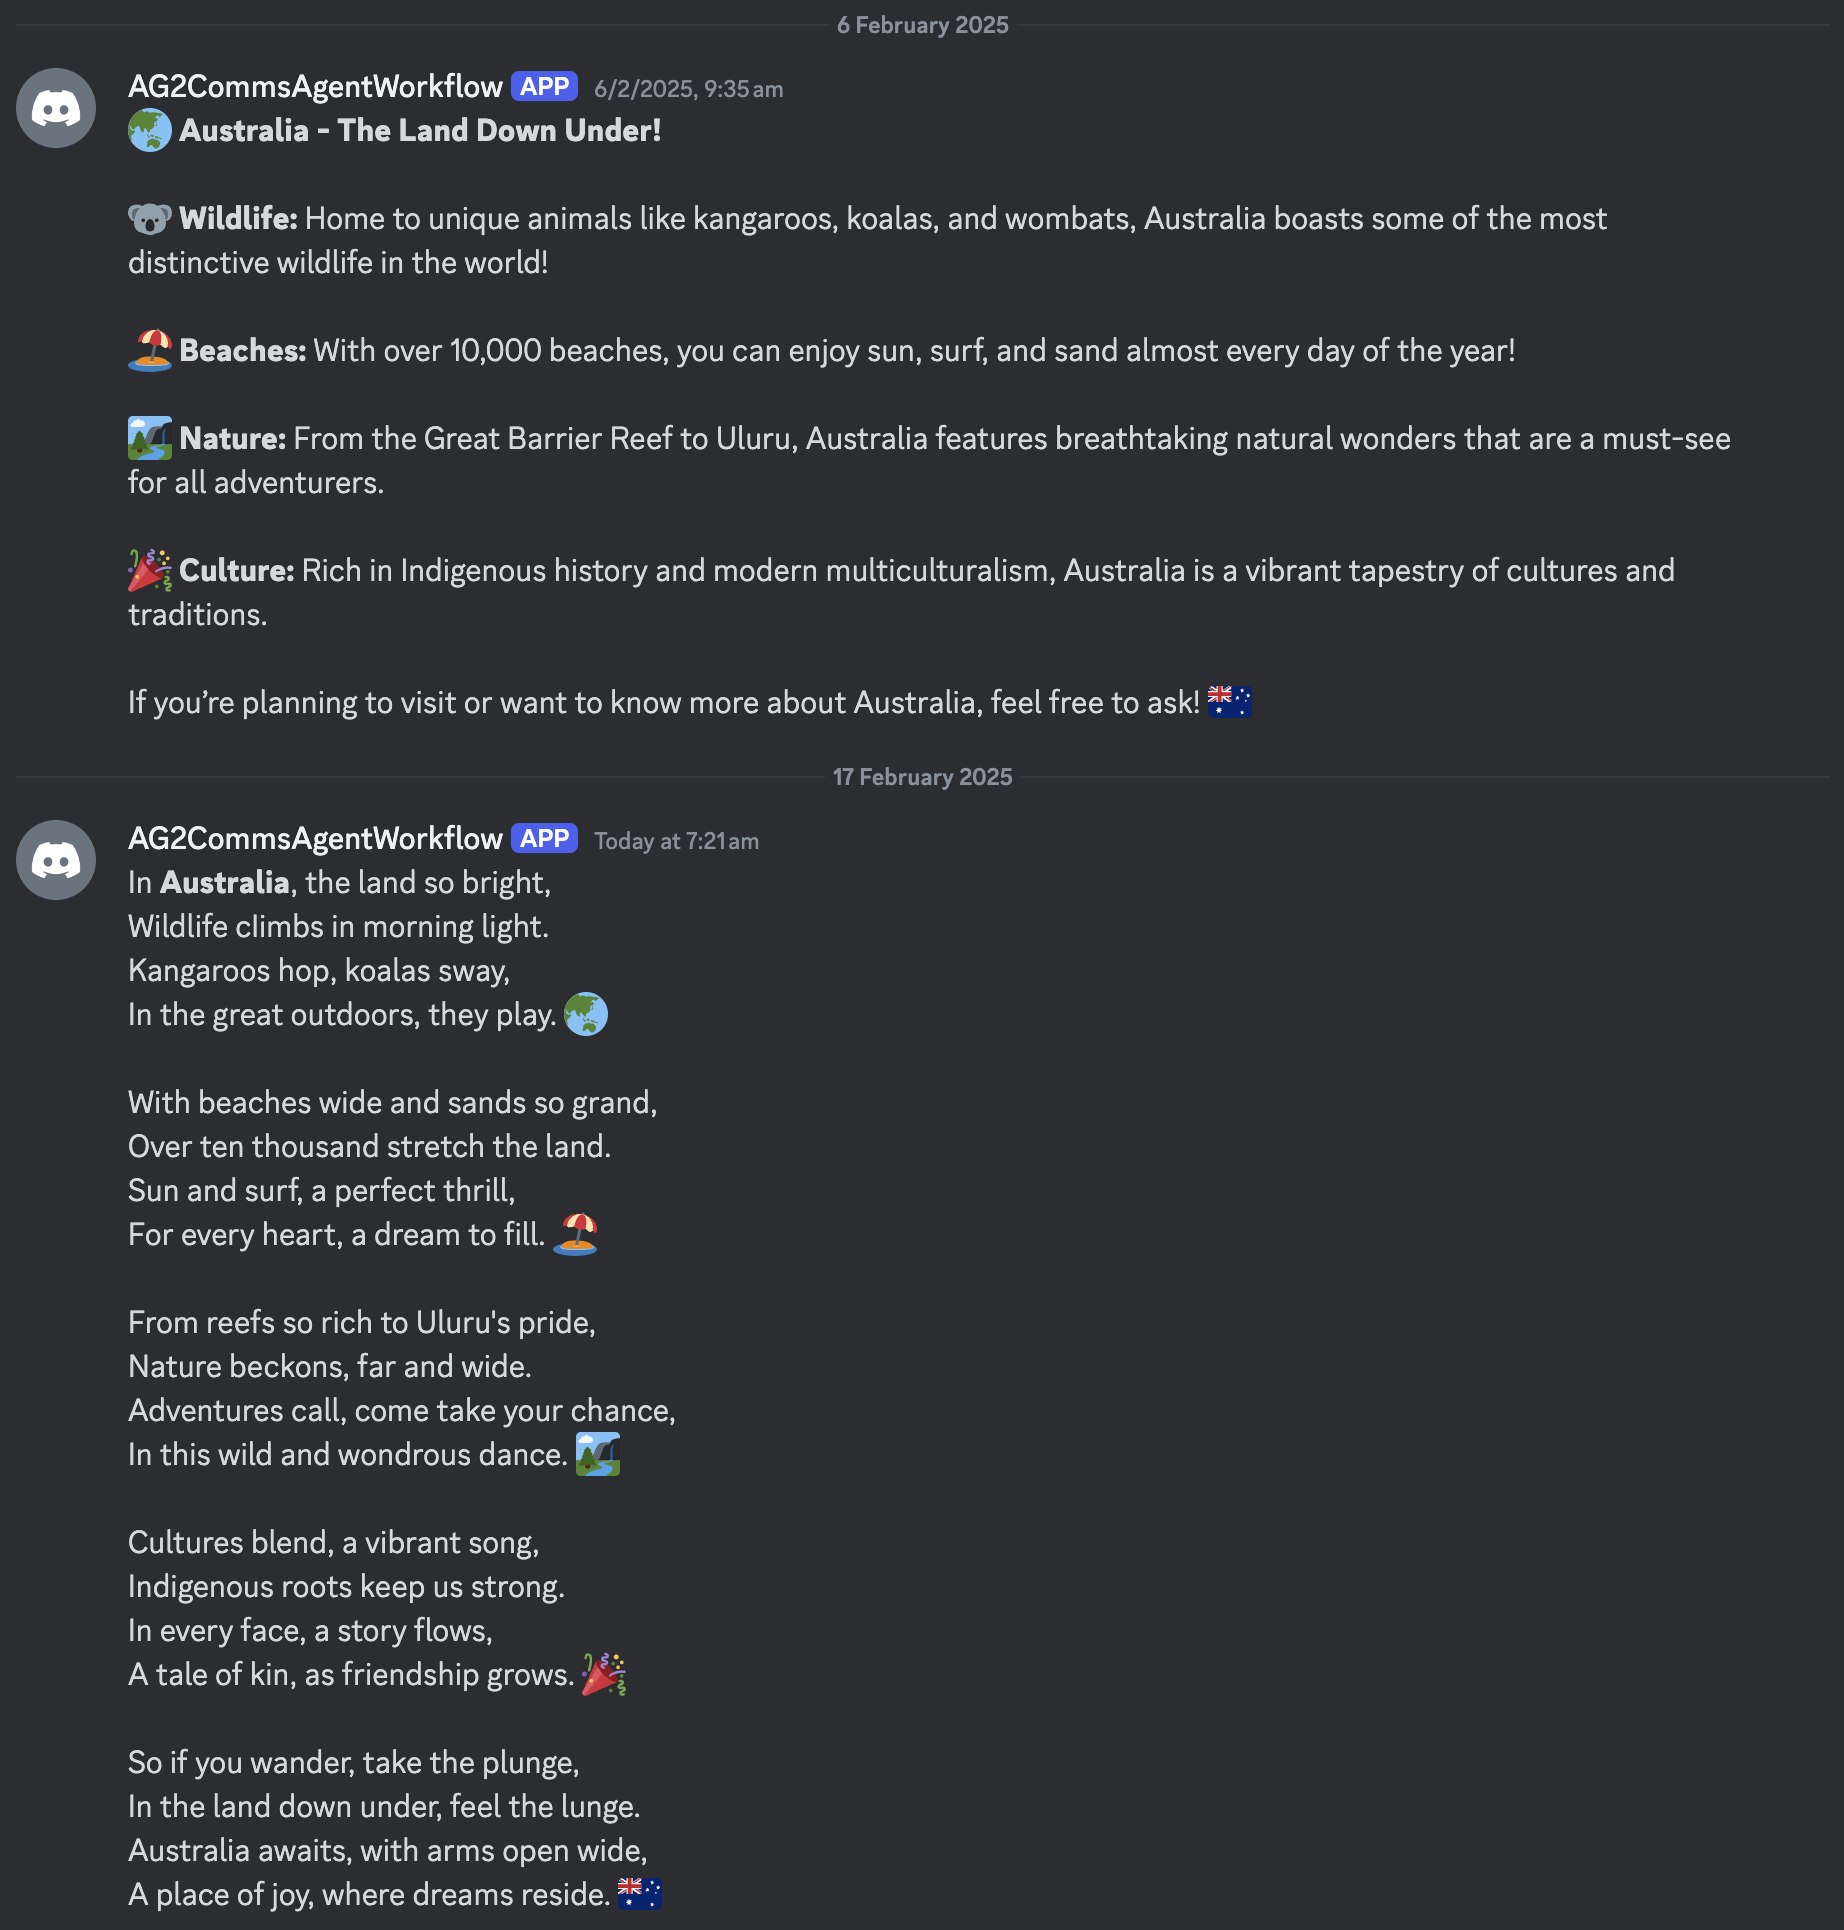 6 February 2025
AG2CommsAgentWorkflow APP 6/2/2025, 9:35 am
Australia - The Land Down Under!
Wildlife: Home to unique animals like kangaroos, koalas, and wombats, Australia boasts some of the most
distinctive wildlife in the world!
Beaches: With over 10,000 beaches, you can enjoy sun, surf, and sand almost every day of the year!
Nature: From the Great Barrier Reef to Uluru, Australia features breathtaking natural wonders that are a must-see
for all adventurers.
Culture: Rich in Indigenous history and modern multiculturalism, Australia is a vibrant tapestry of cultures and
traditions.
If you’re planning to visit or want to know more about Australia, feel free to ask!
17 February 2025
AG2CommsAgentWorkflow APP Today at 7:21 am
In Australia, the land so bright,
Wildlife climbs in morning light.
Kangaroos hop, koalas sway,
In the great outdoors, they play.
With beaches wide and sands so grand,
Over ten thousand stretch the land.
Sun and surf, a perfect thrill,
For every heart, a dream to fill.
From reefs so rich to Uluru's pride,
Nature beckons, far and wide.
Adventures call, come take your chance,
In this wild and wondrous dance.
Cultures blend, a vibrant song,
Indigenous roots keep us strong.
In every face, a story flows,
A tale of kin, as friendship grows.
So if you wander, take the plunge,
In the land down under, feel the lunge.
Australia awaits, with arms open wide,
A place of joy, where dreams reside.